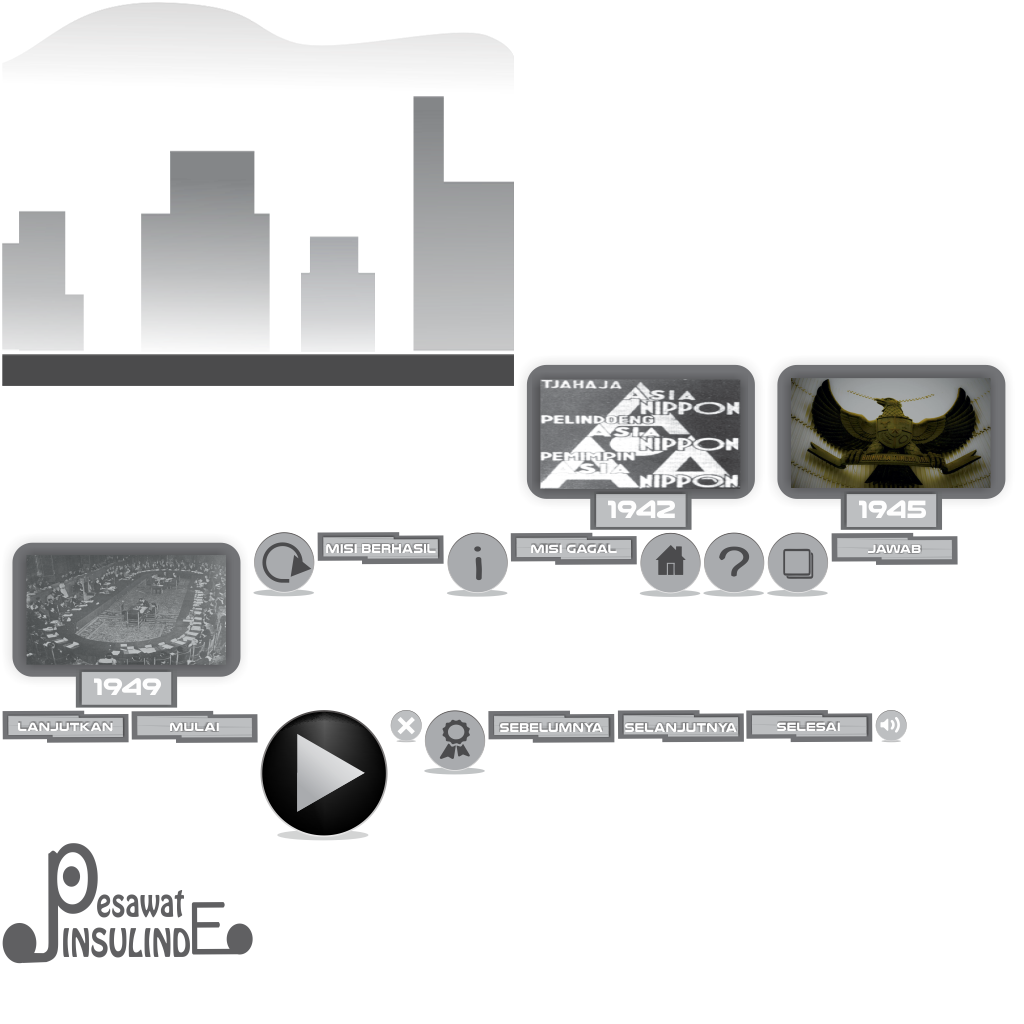 TJAHAJA ASIA
NIPPON
PELINDOENG
ASIA
NIPPON
PEMIMPIN
ASIA
NIPPON
1942
1945
MISI BERHASIL
i
MISI GAGAL
?
JAWAB
1949
LANJUTKAN
MULAI
SEBELUMNYA
SELANJUTNYA
SELESAI
Pesawat
INSULINDE